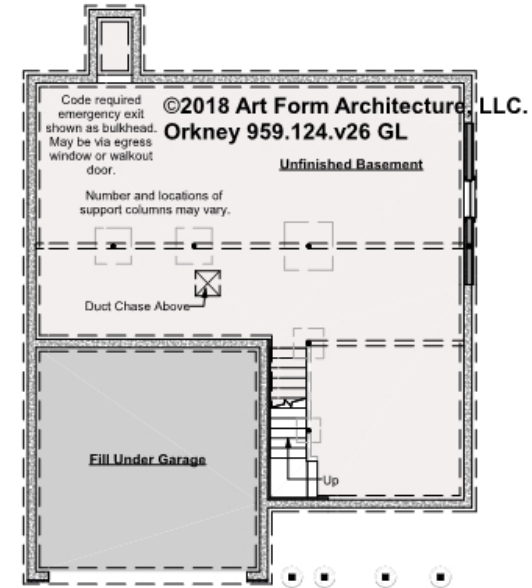 Code required
emergency exit
shown as bulkhead.
May be via egress
window or walkout
door.
©2018 Art Form Architecture, LLC.
Orkney 959.124.v26 GL
Unfinished Basement
Number and locations of
support columns may vary.
Duct Chase Above
Fill Under Garage
Up